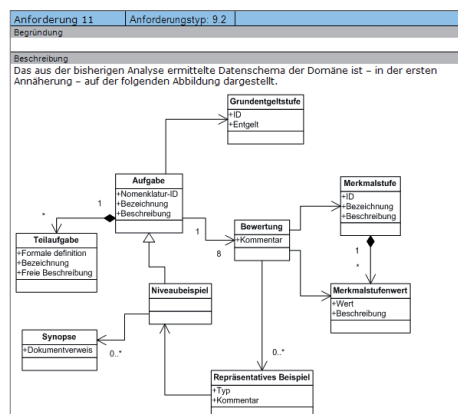 Anforderung 11 Anforderungstyp: 9.2
Begründung
Beschreibung
Das aus der bisherigen Analyse ermittelte Datenschema der Domäne ist – in der ersten
Annäherung – auf der folgenden Abbildung dargestellt.
Grundentgeltstufe
+ID
+Entgelt
Aufgabe
+Nomenklatur-ID
+Bezeichnung
+Beschreibung
Merkmalstufe
+ID
+Bezeichnung
+Beschreibung
1
*
1
8
Bewertung
+Kommentar
Teilaufgabe
+Formale definition
+Bezeichnung
+Freie Beschreibung
1
*
Niveaubeispiel
Merkmalstufenwert
+Wert
+Beschreibung
Synopse
+Dokumentverweis
0..*
0..*
Repräsentatives Beispiel
+Typ
+Kommentar